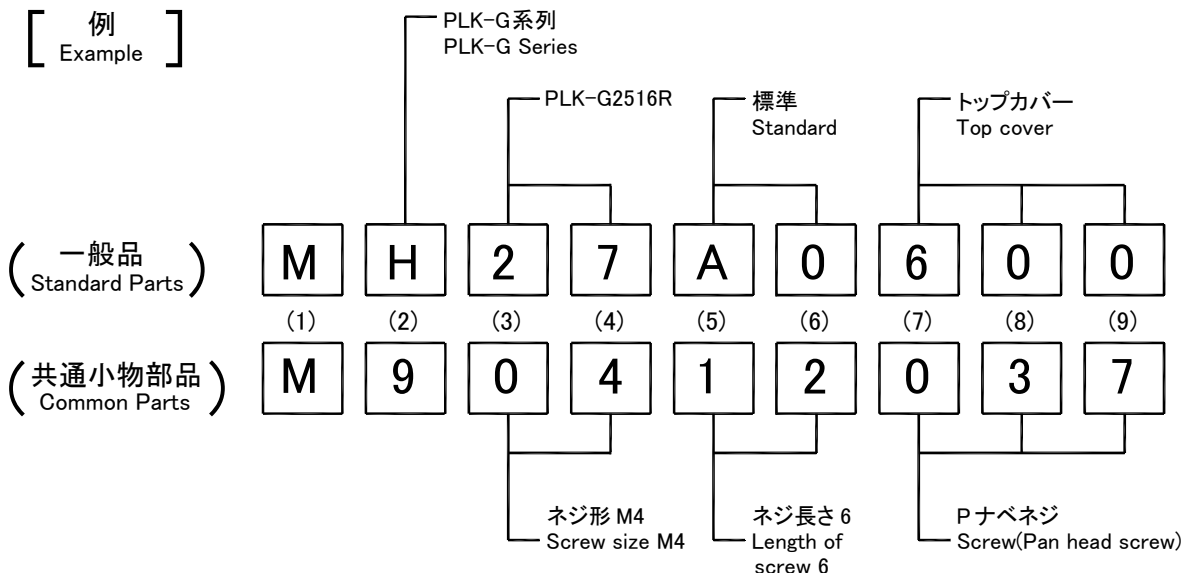 例
Example
PLK-G系列
PLK-G Series
PLK-G2516R
標準
Standard
トップカバー
Top cover
一般品
Standard Parts
M H 2 7 A 0 6 0 0
(1) (2) (3) (4) (5) (6) (7) (8) (9)
共通小物部品
Common Parts
M 9 0 4 1 2 0 3 7
ネジ形 M4
Screw size M4
ネジ長さ 6
Length of
screw 6
Pナベネジ
Screw(Pan head screw)